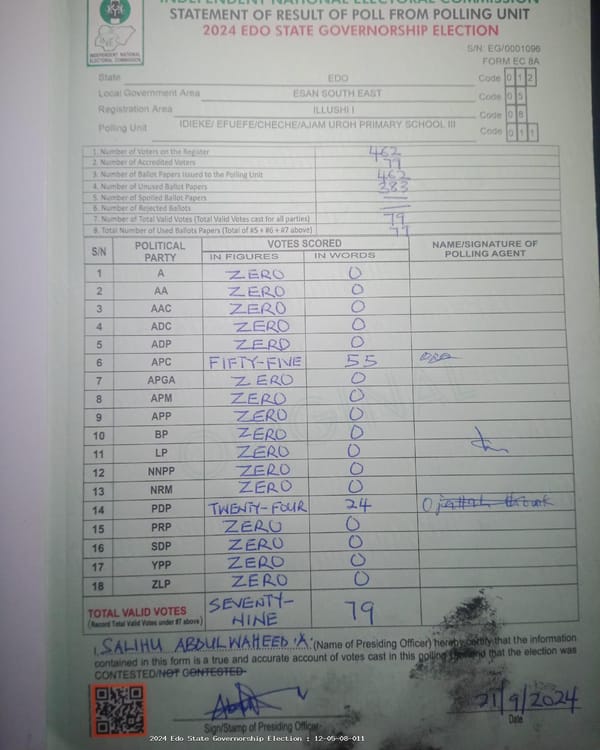 INDEPENDENT NATIONAL ELECTORAL COMMISSION
STATEMENT OF RESULT OF POLL FROM POLLING UNIT
2024 EDO STATE GOVERNORSHIP ELECTION
INDEPENDENT NATIONAL ELECTORAL COMMISSION
S/N: EG/0001096
FORM EC 8A
State EDO Code 0 1 2
Local Government Area ESAN SOUTH EAST Code 0 5
Registration Area ILLUSHI I Code 0 8
Polling Unit IDIEKE/ EFUEFE/CHECHE/AJAM UROH PRIMARY SCHOOL III Code 0 1 1
1. Number of Voters on the Register 462
2. Number of Accredited Voters 79
3. Number of Ballot Papers Issued to the Polling Unit 462
4. Number of Unused Ballot Papers 383
5. Number of Spoiled Ballot Papers —
6. Number of Rejected Ballots —
7. Number of Total Valid Votes (Total Valid Votes cast for all parties) 79
8. Total Number of Used Ballots Papers (Total of #5 + #6 + #7 above) 79
S/N POLITICAL PARTY VOTES SCORED NAME/SIGNATURE OF POLLING AGENT
IN FIGURES IN WORDS
1 A ZERO 0
2 AA ZERO 0
3 AAC ZERO 0
4 ADC ZERO 0
5 ADP ZERO 0
6 APC FIFTY-FIVE 55
7 APGA ZERO 0
8 APM ZERO 0
9 APP ZERO 0
10 BP ZERO 0
11 LP ZERO 0
12 NNPP ZERO 0
13 NRM ZERO 0
14 PDP TWENTY-FOUR 24
15 PRP ZERO 0
16 SDP ZERO 0
17 YPP ZERO 0
18 ZLP ZERO 0
TOTAL VALID VOTES SEVENTY-NINE 79
(Record Total Valid Votes under #7 above)
I, SALIHU ABDULWAHEED .A. (Name of Presiding Officer) hereby certify that the information
contained in this form is a true and accurate account of votes cast in this polling and that the election was
CONTESTED/NOT CONTESTED
21/9/2024
Sign/Stamp of Presiding Officer Date
2024 Edo State Governorship Election : 12-05-08-011